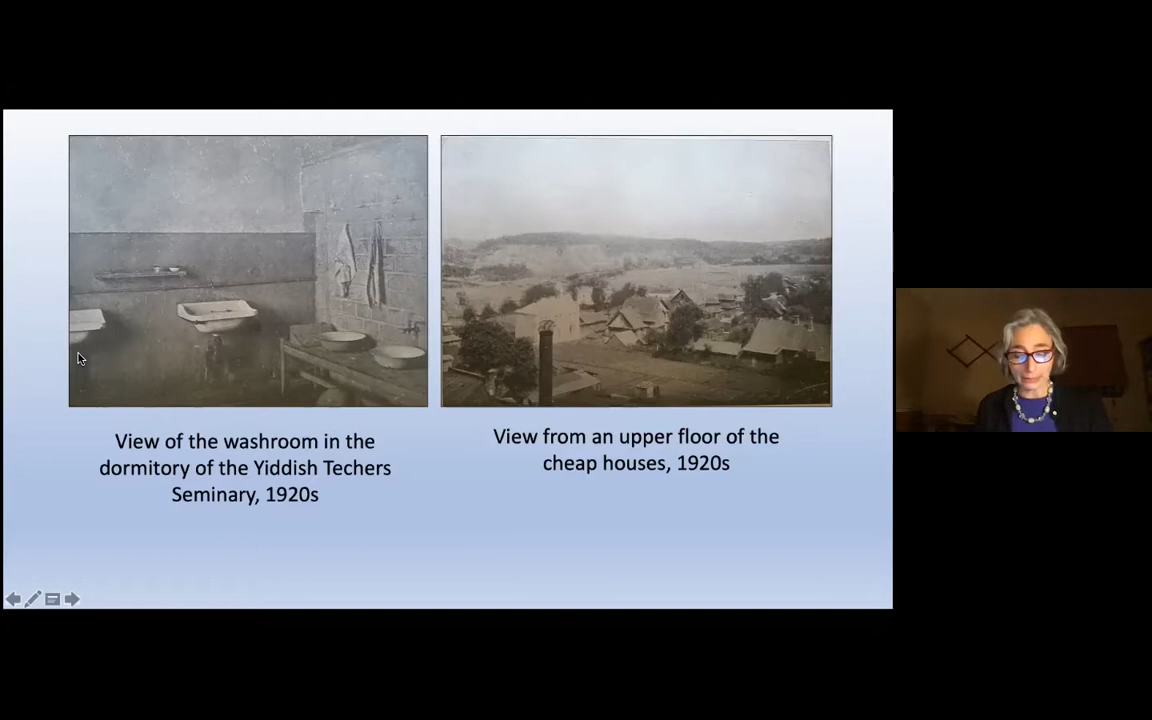 View of the washroom in the
dormitory of the Yiddish Techers
Seminary, 1920s
View from an upper floor of the
cheap houses, 1920s